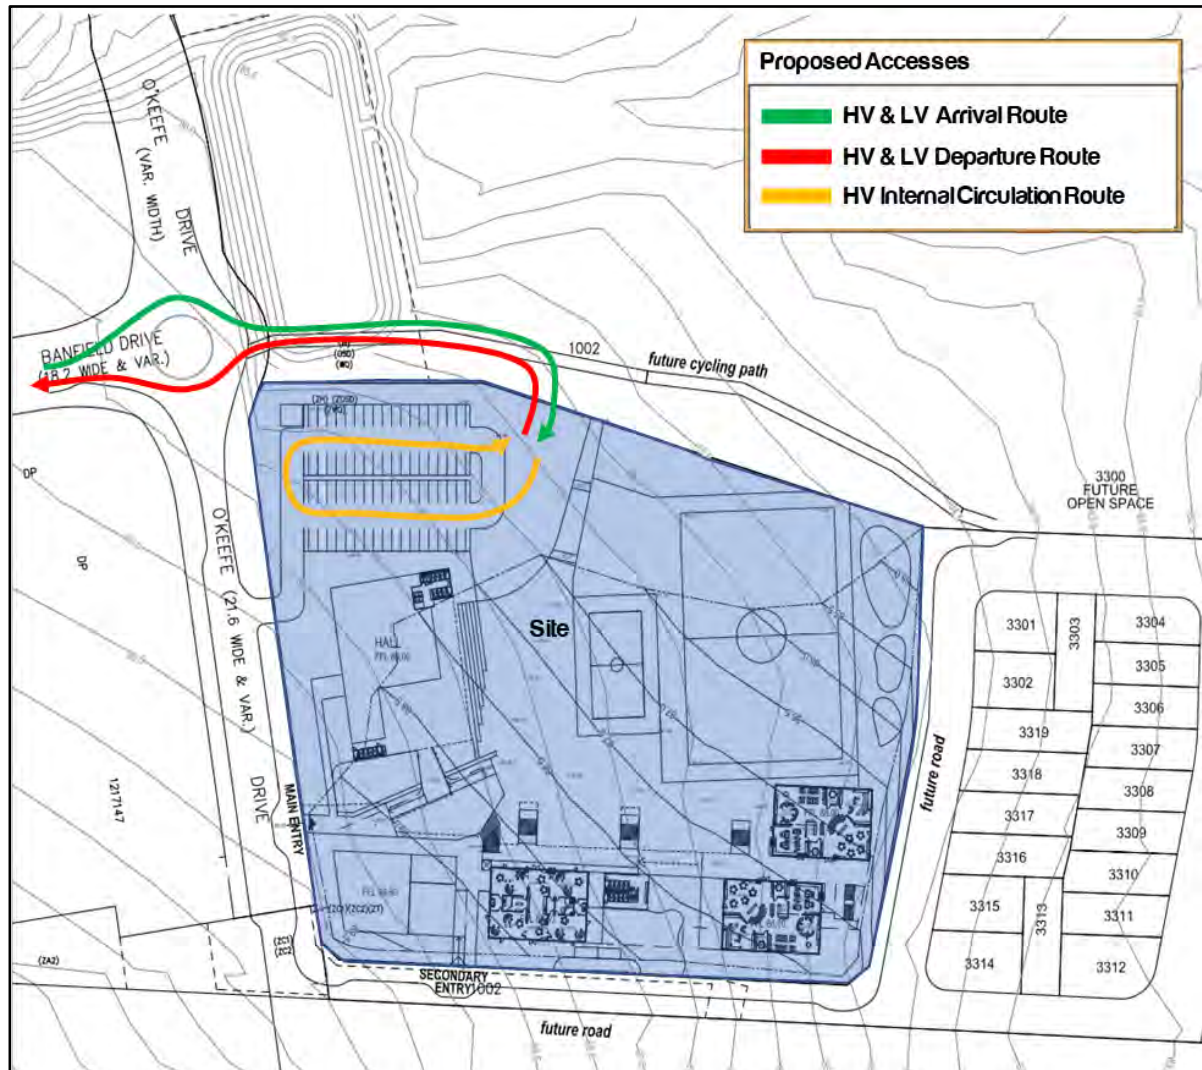 Proposed Accesses
HV & LV Arrival Route
HV & LV Departure Route
HV Internal Circulation Route
O'KEEFE
(VAR. WIDTH)
DRIVE
BANFIELD DRIVE
(18.2 WIDE & VAR.)
1002
future cycling path
3300
FUTURE
OPEN SPACE
DP
DP
O'KEEFE
(21.6 WIDE & VAR.)
DRIVE
Site
HALL
MAIN ENTRY
1217147
future road
3301
3303
3304
3302
3305
3306
3319
3307
3318
3308
3317
3309
3316
3310
3315
3313
3311
3314
3312
(ZA2)
(ZC1)
(ZC2)
SECONDARY
ENTRY
1002
future road